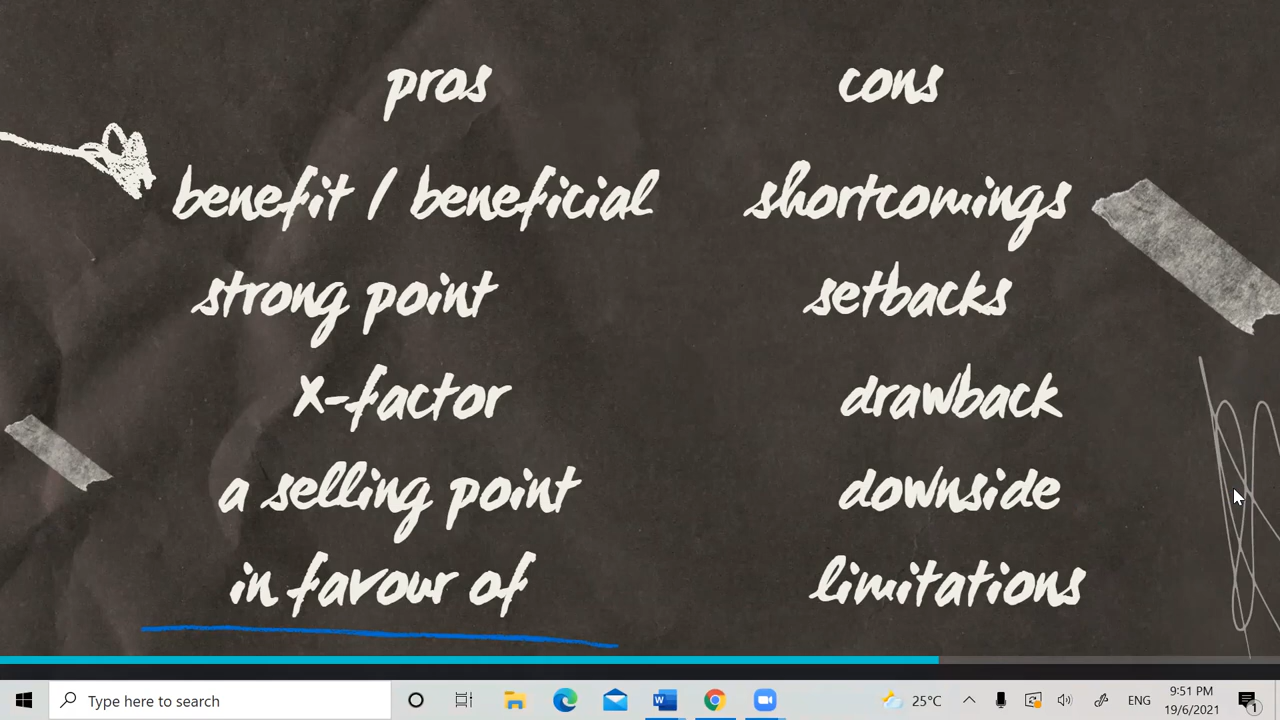 pros cons
benefit / beneficial shortcomings
strong point setbacks
X-factor drawback
a selling point downside
in favour of limitations
Type here to search 25°C ENG 9:51 PM
19/6/2021 1